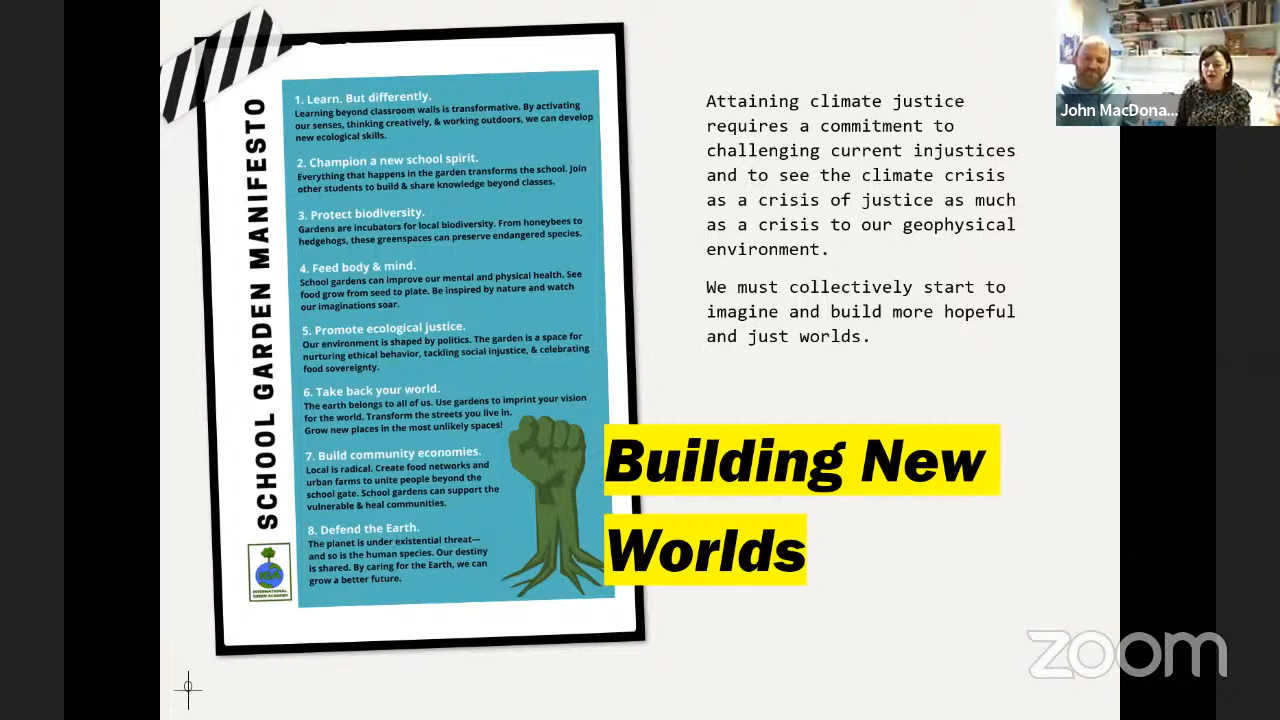 SCHOOL GARDEN MANIFESTO
1. Learn. But differently.
Learning beyond classroom walls is transformative. By activating
our senses, thinking creatively, & working outdoors, we can develop
new ecological skills.
2. Champion a new school spirit.
Everything that happens in the garden transforms the school. Join
other students to build & share knowledge beyond classes.
3. Protect biodiversity.
Gardens are incubators for local biodiversity. From honeybees to
hedgehogs, these greenspaces can preserve endangered species.
4. Feed body & mind.
School gardens can improve our mental and physical health. See
food grow from seed to plate. Be inspired by nature and watch
our imaginations soar.
5. Promote ecological justice.
Our environment is shaped by politics. The garden is a space for
nurturing ethical behavior, tackling social injustice, & celebrating
food sovereignty.
6. Take back your world.
The earth belongs to all of us. Use gardens to imprint your vision
for the world. Transform the streets you live in.
Grow new places in the most unlikely spaces!
7. Build community economies.
Local is radical. Create food networks and
urban farms to unite people beyond the
school gate. School gardens can support the
vulnerable & heal communities.
8. Defend the Earth.
The planet is under existential threat—
and so is the human species. Our destiny
is shared. By caring for the Earth, we can
grow a better future.
INTERNATIONAL
GREEN ACADEMY
Attaining climate justice
requires a commitment to
challenging current injustices
and to see the climate crisis
as a crisis of justice as much
as a crisis to our geophysical
environment.
We must collectively start to
imagine and build more hopeful
and just worlds.
Building New
Worlds
John MacDona...
zoom